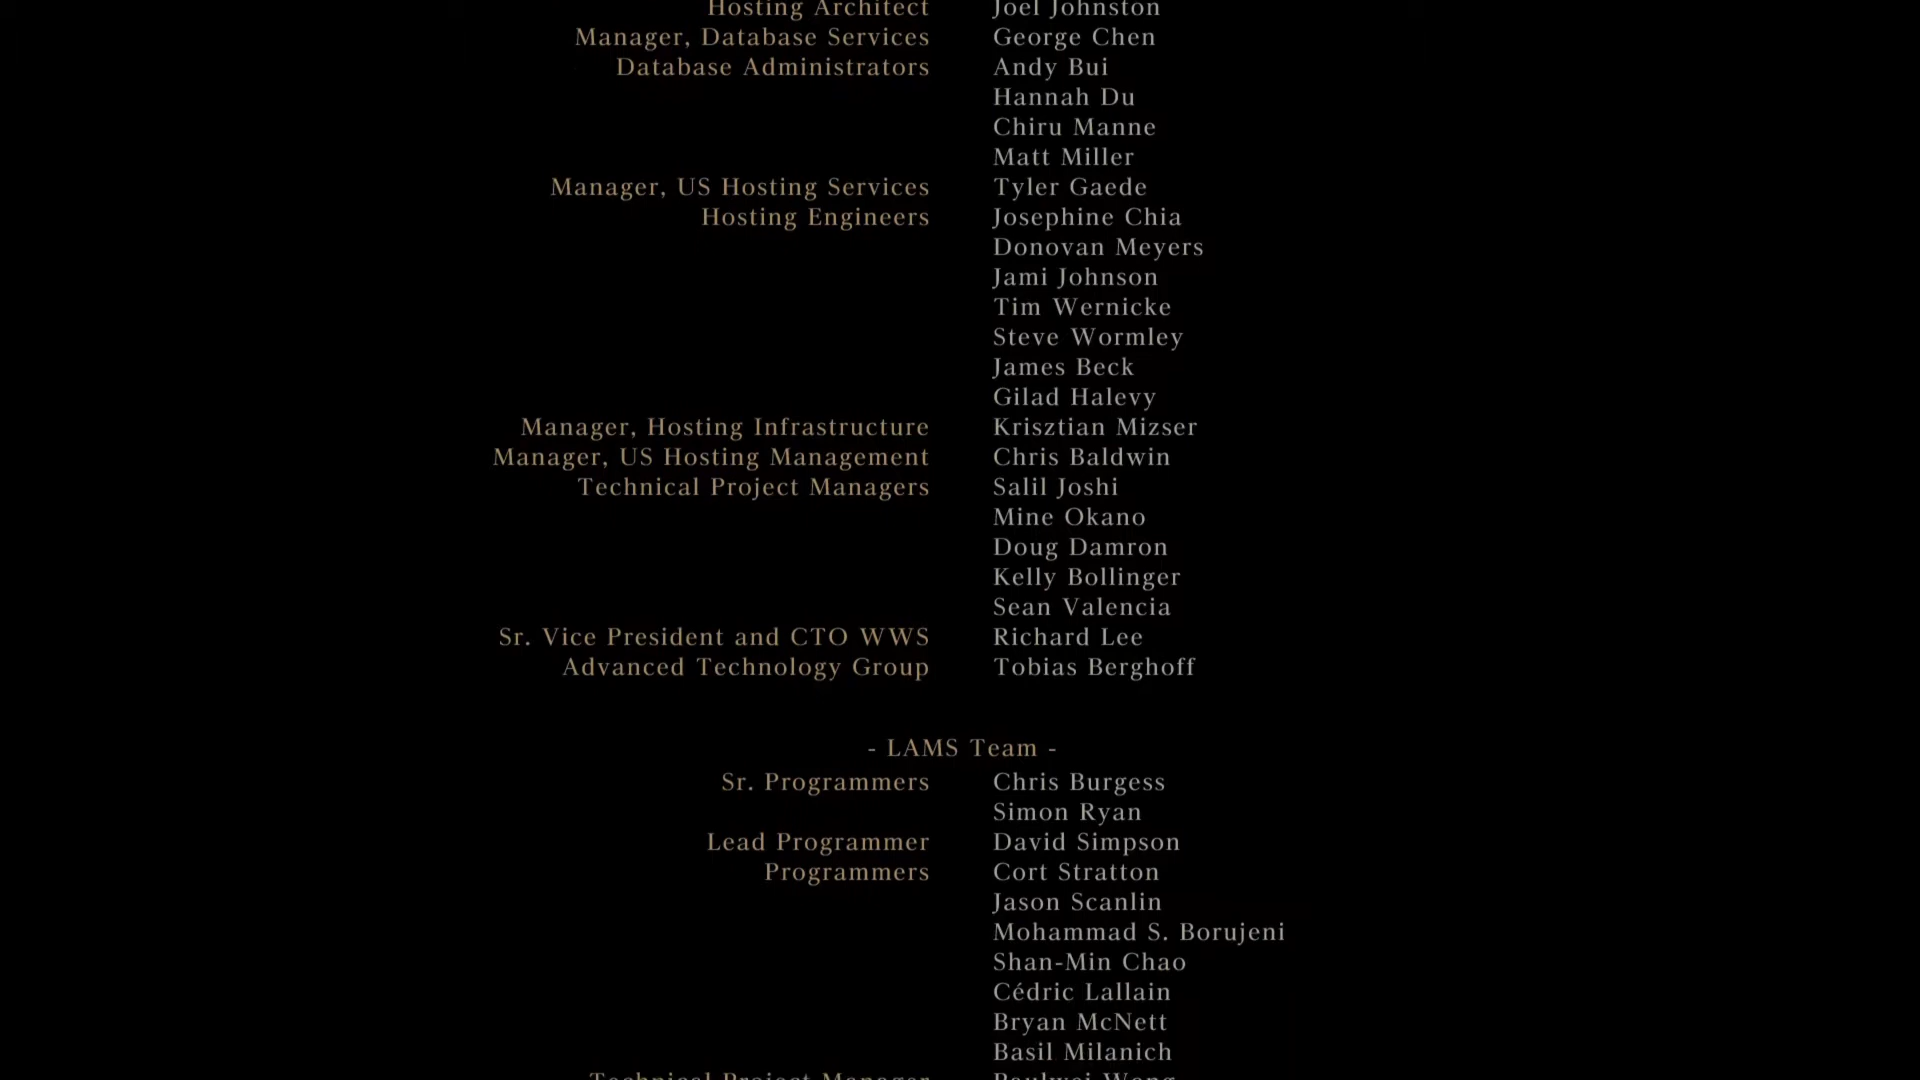 Hosting Architect Joel Johnston
Manager, Database Services George Chen
Database Administrators Andy Bui
Hannah Du
Chiru Manne
Matt Miller
Manager, US Hosting Services Tyler Gaede
Hosting Engineers Josephine Chia
Donovan Meyers
Jami Johnson
Tim Wernicke
Steve Wormley
James Beck
Gilad Halevy
Manager, Hosting Infrastructure Krisztian Mizser
Manager, US Hosting Management Chris Baldwin
Technical Project Managers Salil Joshi
Mine Okano
Doug Damron
Kelly Bollinger
Sean Valencia
Sr. Vice President and CTO WWS Richard Lee
Advanced Technology Group Tobias Berghoff
- LAMS Team -
Sr. Programmers Chris Burgess
Simon Ryan
Lead Programmer David Simpson
Programmers Cort Stratton
Jason Scanlin
Mohammad S. Borujeni
Shan-Min Chao
Cédric Lallain
Bryan McNett
Basil Milanich
Technical Project Manager